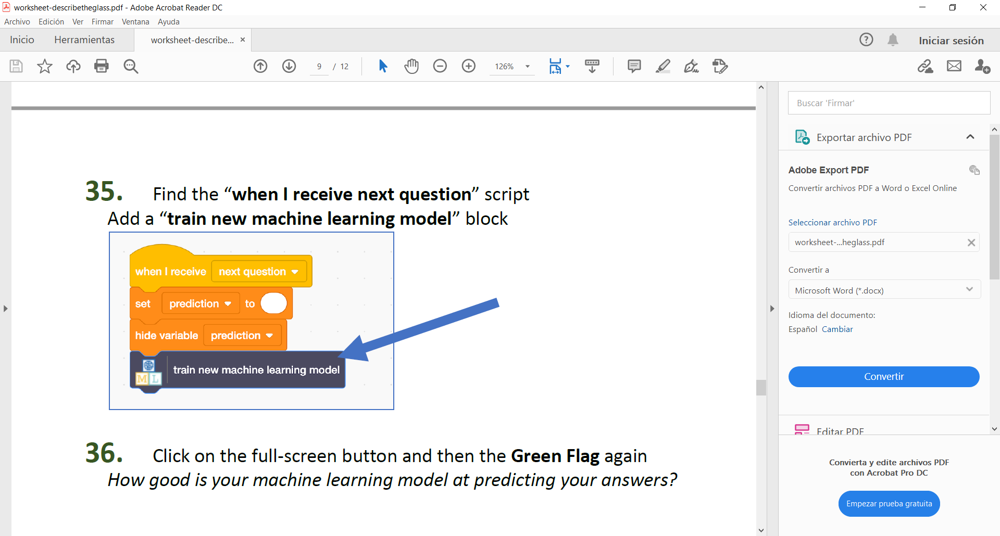 worksheet-describetheglass.pdf - Adobe Acrobat Reader DC
Archivo Edición Ver Firmar Ventana Ayuda
Inicio Herramientas worksheet-describe... × Iniciar sesión
9 / 12 126%
Buscar 'Firmar'
Exportar archivo PDF
Adobe Export PDF
Convertir archivos PDF a Word o Excel Online
Seleccionar archivo PDF
worksheet-...heglass.pdf
Convertir a
Microsoft Word (*.docx)
Idioma del documento:
Español Cambiar
Convertir
Editar PDF
Convierta y edite archivos PDF
con Acrobat Pro DC
Empezar prueba gratuita
35. Find the “when I receive next question” script
Add a “train new machine learning model” block
when I receive next question
set prediction to
hide variable prediction
M L train new machine learning model
36. Click on the full-screen button and then the Green Flag again
How good is your machine learning model at predicting your answers?